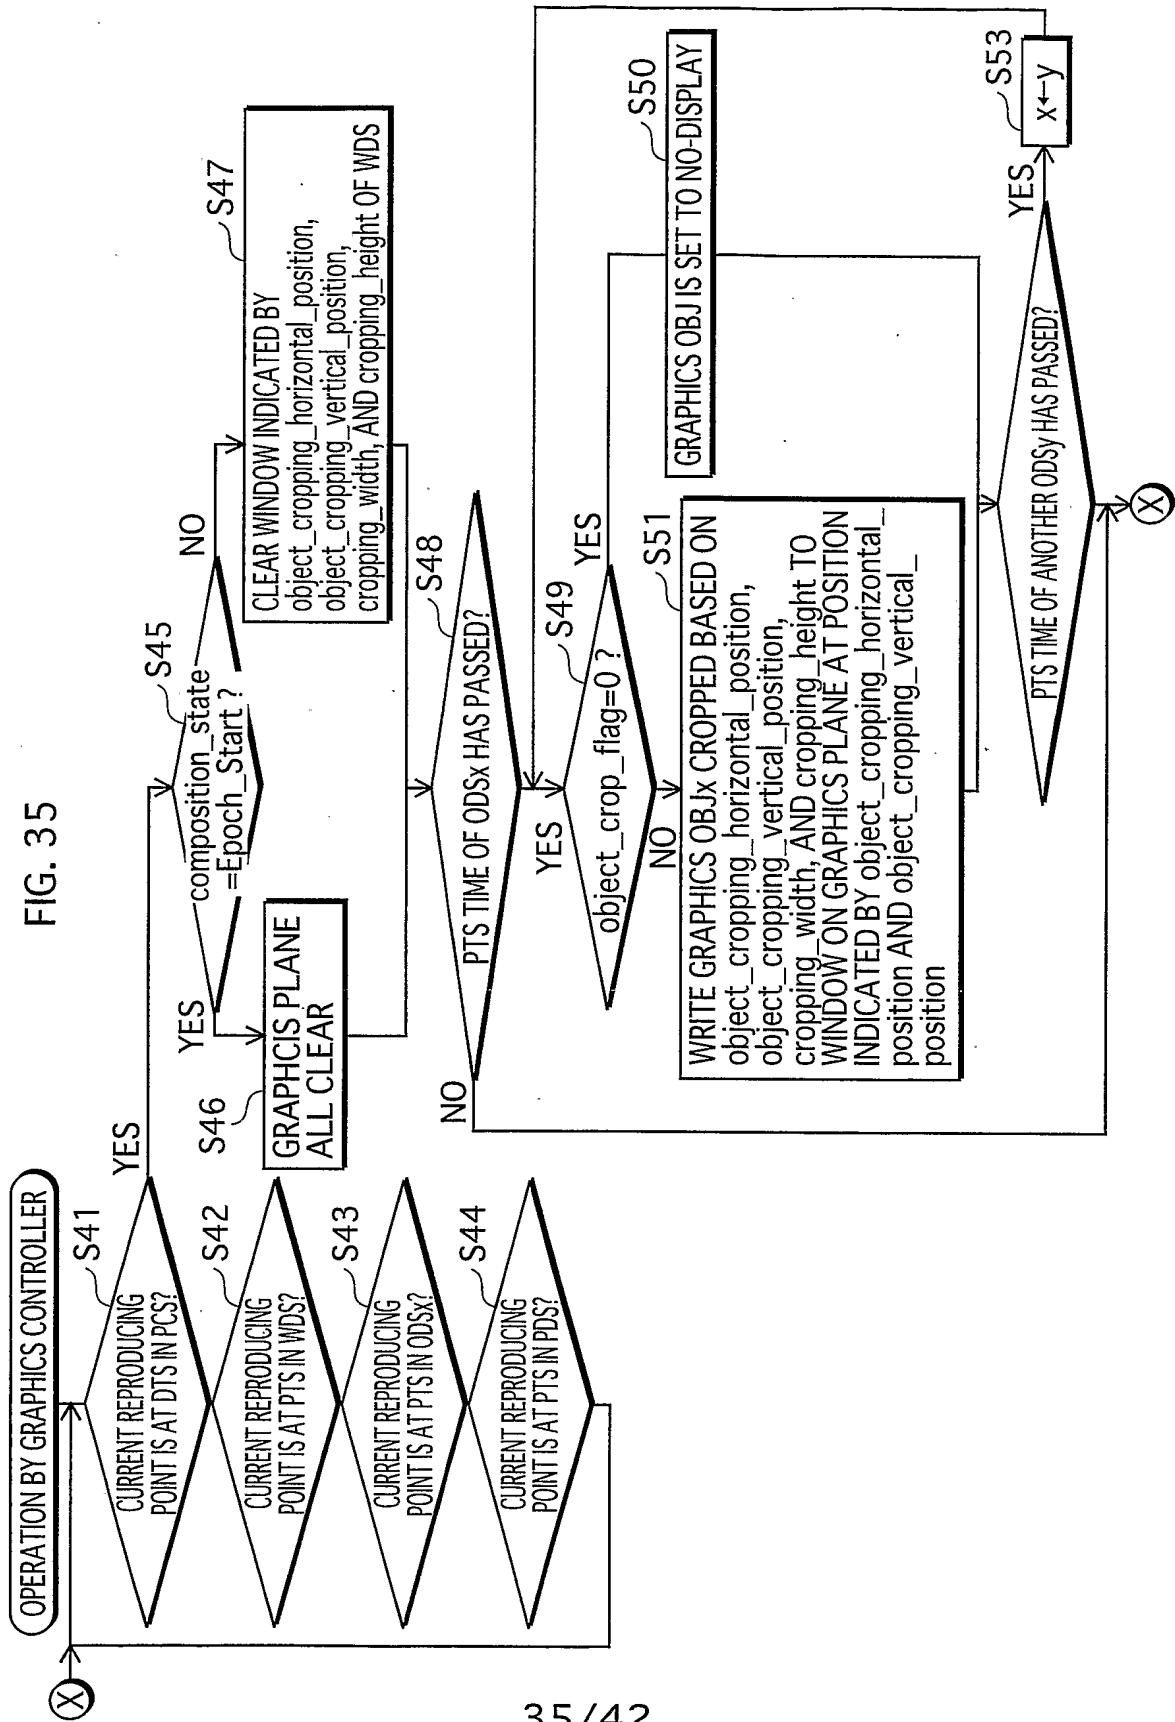 FIG. 35
OPERATION BY GRAPHICS CONTROLLER
X
S41
CURRENT REPRODUCING
POINT IS AT DTS IN PCS?
YES
S42
CURRENT REPRODUCING
POINT IS AT PTS IN WDS?
S43
CURRENT REPRODUCING
POINT IS AT PTS IN ODSx?
S44
CURRENT REPRODUCING
POINT IS AT PTS IN PDS?
S45
composition_state
=Epoch_Start ?
YES
NO
S46
GRAPHCIS PLANE
ALL CLEAR
S47
CLEAR WINDOW INDICATED BY
object_cropping_horizontal_position,
object_cropping_vertical_position,
cropping_width, AND cropping_height OF WDS
S48
PTS TIME OF ODSx HAS PASSED?
NO
YES
S49
object_crop_flag=0 ?
YES
NO
S50
GRAPHICS OBJ IS SET TO NO-DISPLAY
S51
WRITE GRAPHICS OBJx CROPPED BASED ON
object_cropping_horizontal_position,
object_cropping_vertical_position,
cropping_width, AND cropping_height TO
WINDOW ON GRAPHICS PLANE AT POSITION
INDICATED BY object_cropping_horizontal_
position AND object_cropping_vertical_
position
PTS TIME OF ANOTHER ODSy HAS PASSED?
YES
S53
x←y
X
35/42